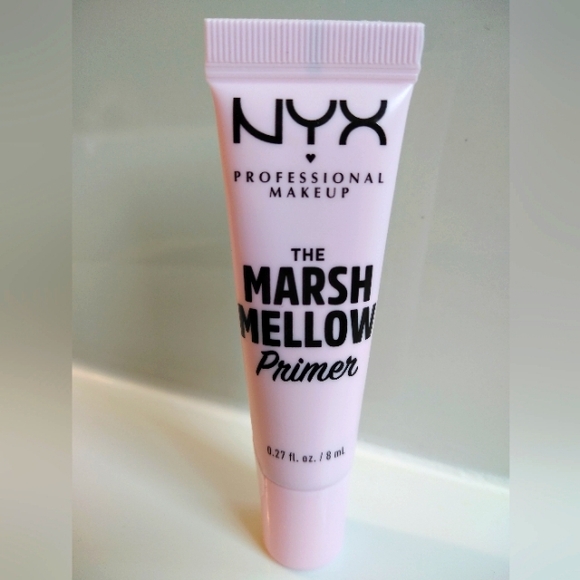 NYX
PROFESSIONAL
MAKEUP
THE
MARSH
MELLOW
Primer
0.27 fl. oz. / 8 mL